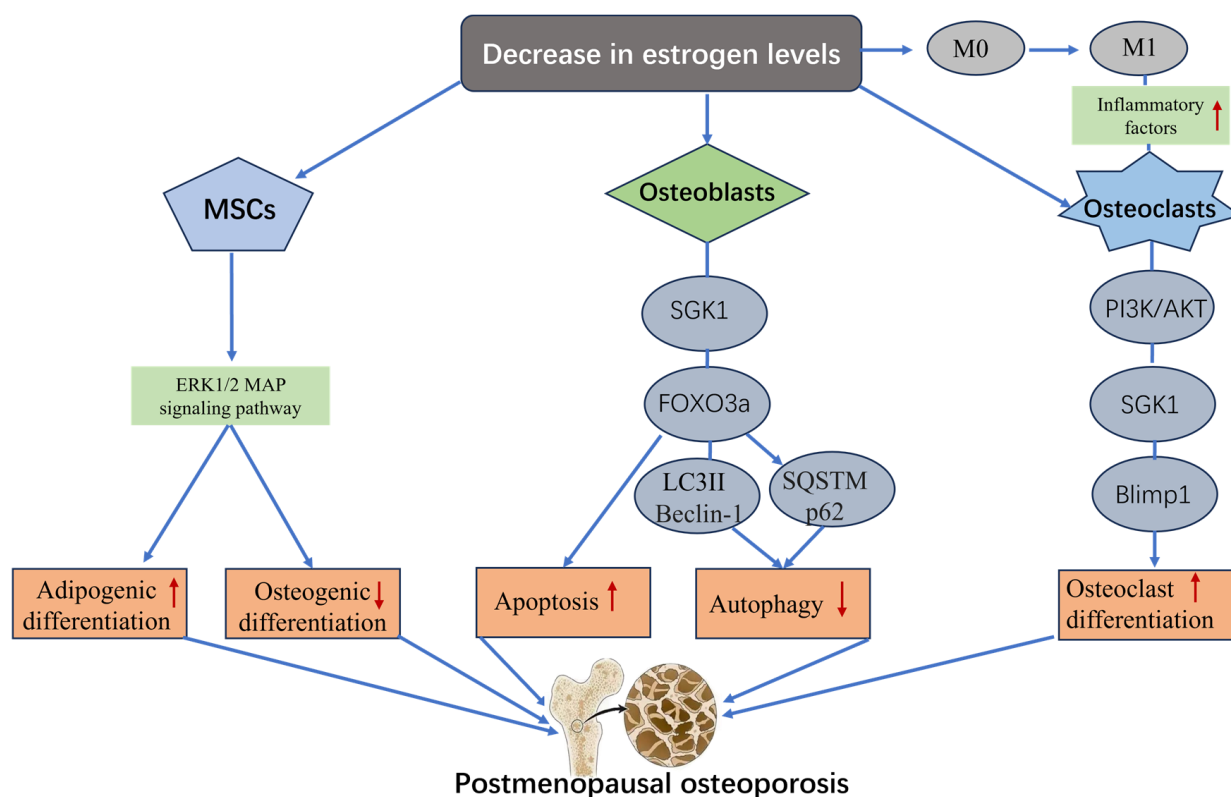 Decrease in estrogen levels
M0
M1
Inflammatory
factors
MSCs
Osteoblasts
Osteoclasts
SGK1
PI3K/AKT
ERK1/2 MAP
signaling pathway
FOXO3a
SGK1
LC3II
Beclin-1
SQSTM
p62
Blimp1
Adipogenic
differentiation
Osteogenic
differentiation
Apoptosis
Autophagy
Osteoclast
differentiation
Postmenopausal osteoporosis